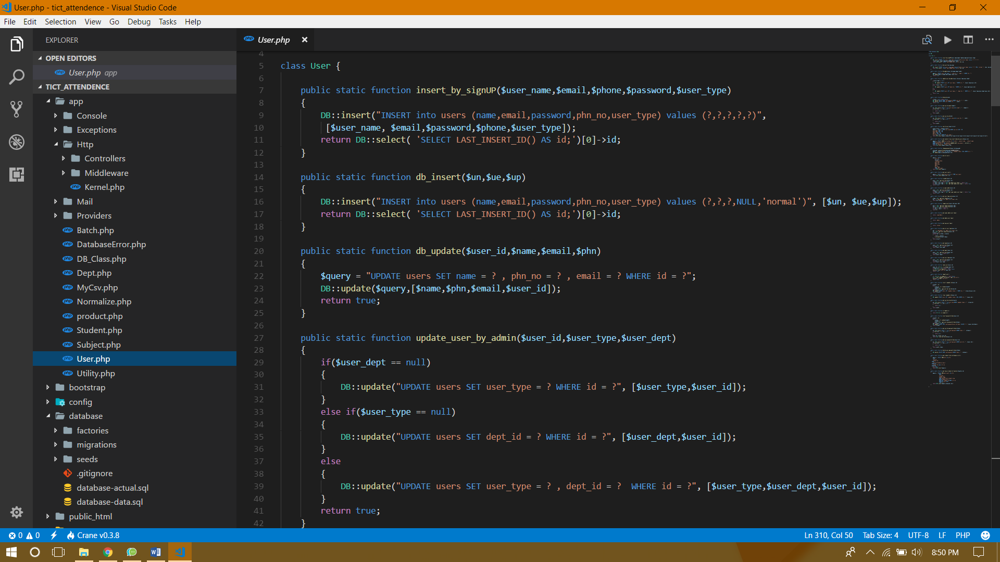 User.php - tict_attendence - Visual Studio Code
File Edit Selection View Go Debug Tasks Help
EXPLORER
OPEN EDITORS
User.php app
TICT_ATTENDENCE
app
Console
Exceptions
Http
Controllers
Middleware
Kernel.php
Mail
Providers
Batch.php
DatabaseError.php
DB_Class.php
Dept.php
MyCsv.php
Normalize.php
product.php
Student.php
Subject.php
User.php
Utility.php
bootstrap
config
database
factories
migrations
seeds
.gitignore
database-actual.sql
database-data.sql
public_html
User.php
4
5 class User {
6
7 public static function insert_by_signUP($user_name,$email,$phone,$password,$user_type)
8 {
9 DB::insert("INSERT into users (name,email,password,phn_no,user_type) values (?,?,?,?,?)",
10 [$user_name, $email,$password,$phone,$user_type]);
11 return DB::select( 'SELECT LAST_INSERT_ID() AS id;')[0]->id;
12 }
13
14 public static function db_insert($un,$ue,$up)
15 {
16 DB::insert("INSERT into users (name,email,password,phn_no,user_type) values (?,?,?,NULL,'normal')", [$un, $ue,$up]);
17 return DB::select( 'SELECT LAST_INSERT_ID() AS id;')[0]->id;
18 }
19
20 public static function db_update($user_id,$name,$email,$phn)
21 {
22 $query = "UPDATE users SET name = ? , phn_no = ? , email = ? WHERE id = ?";
23 DB::update($query,[$name,$phn,$email,$user_id]);
24 return true;
25 }
26
27 public static function update_user_by_admin($user_id,$user_type,$user_dept)
28 {
29 if($user_dept == null)
30 {
31 DB::update("UPDATE users SET user_type = ? WHERE id = ?", [$user_type,$user_id]);
32 }
33 else if($user_type == null)
34 {
35 DB::update("UPDATE users SET dept_id = ? WHERE id = ?", [$user_dept,$user_id]);
36 }
37 else
38 {
39 DB::update("UPDATE users SET user_type = ? , dept_id = ?  WHERE id = ?", [$user_type,$user_dept,$user_id]);
40 }
41 return true;
42 }
0 0 Crane v0.3.8 Ln 310, Col 50 Tab Size: 4 UTF-8 LF PHP
8:50 PM